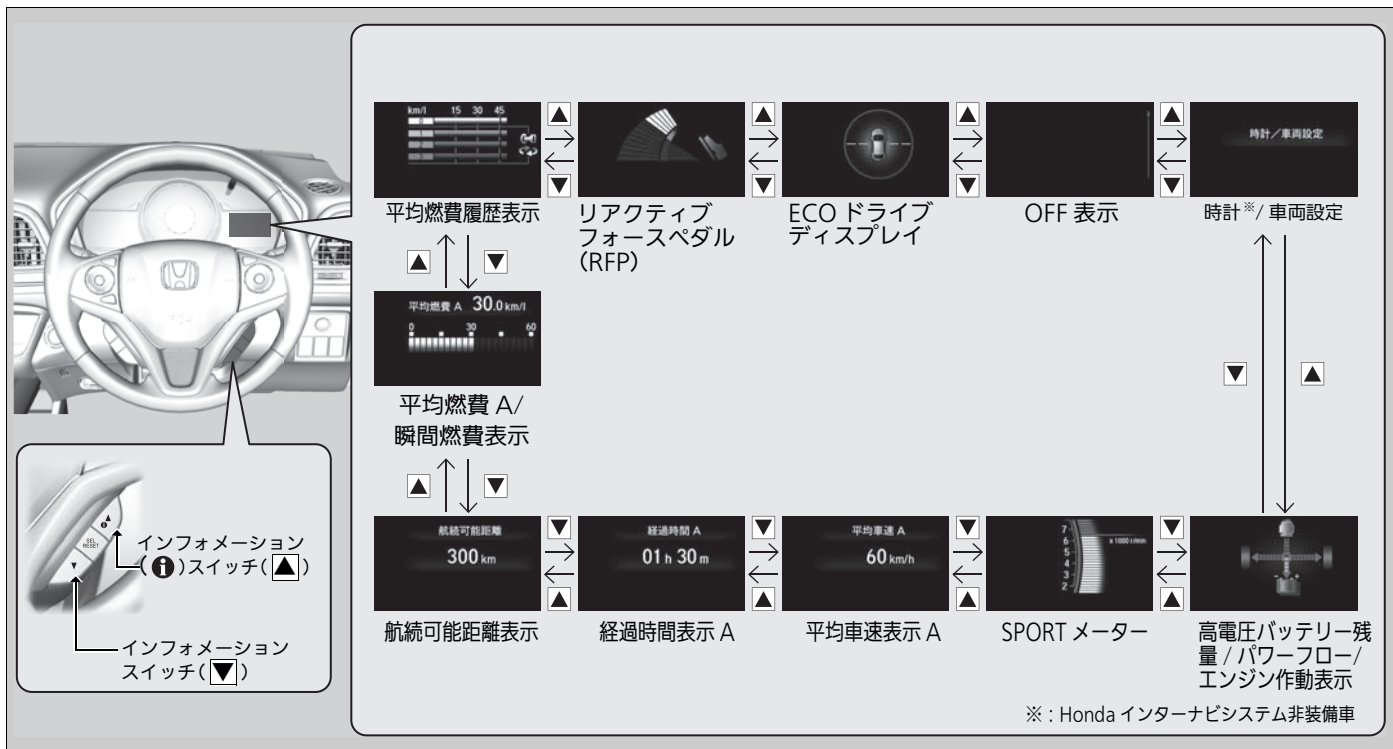 km/l 15 30 45
平均燃費履歴表示
リアクティブ
フォースペダル
(RFP)
ECO ドライブ
ディスプレイ
OFF 表示
時計／車両設定
時計※/ 車両設定
▲ ▲ ▲ ▲
▼ ▼ ▼ ▼
▲ ▼
平均燃費 A 30.0 km/l
0 30 60
平均燃費 A/
瞬間燃費表示
▼ ▲
▲ ▼
航続可能距離
300 km
航続可能距離表示
経過時間 A
01 h 30 m
経過時間表示 A
平均車速 A
60 km/h
平均車速表示 A
7
6
5
4
3
2
x 1000 r/min
SPORT メーター
高電圧バッテリー残
量 / パワーフロー/
エンジン作動表示
▼ ▼ ▼ ▼
▲ ▲ ▲ ▲
SEL
RESET
インフォメーション
(i)スイッチ(▲)
インフォメーション
スイッチ(▼)
※ : Honda インターナビシステム非装備車